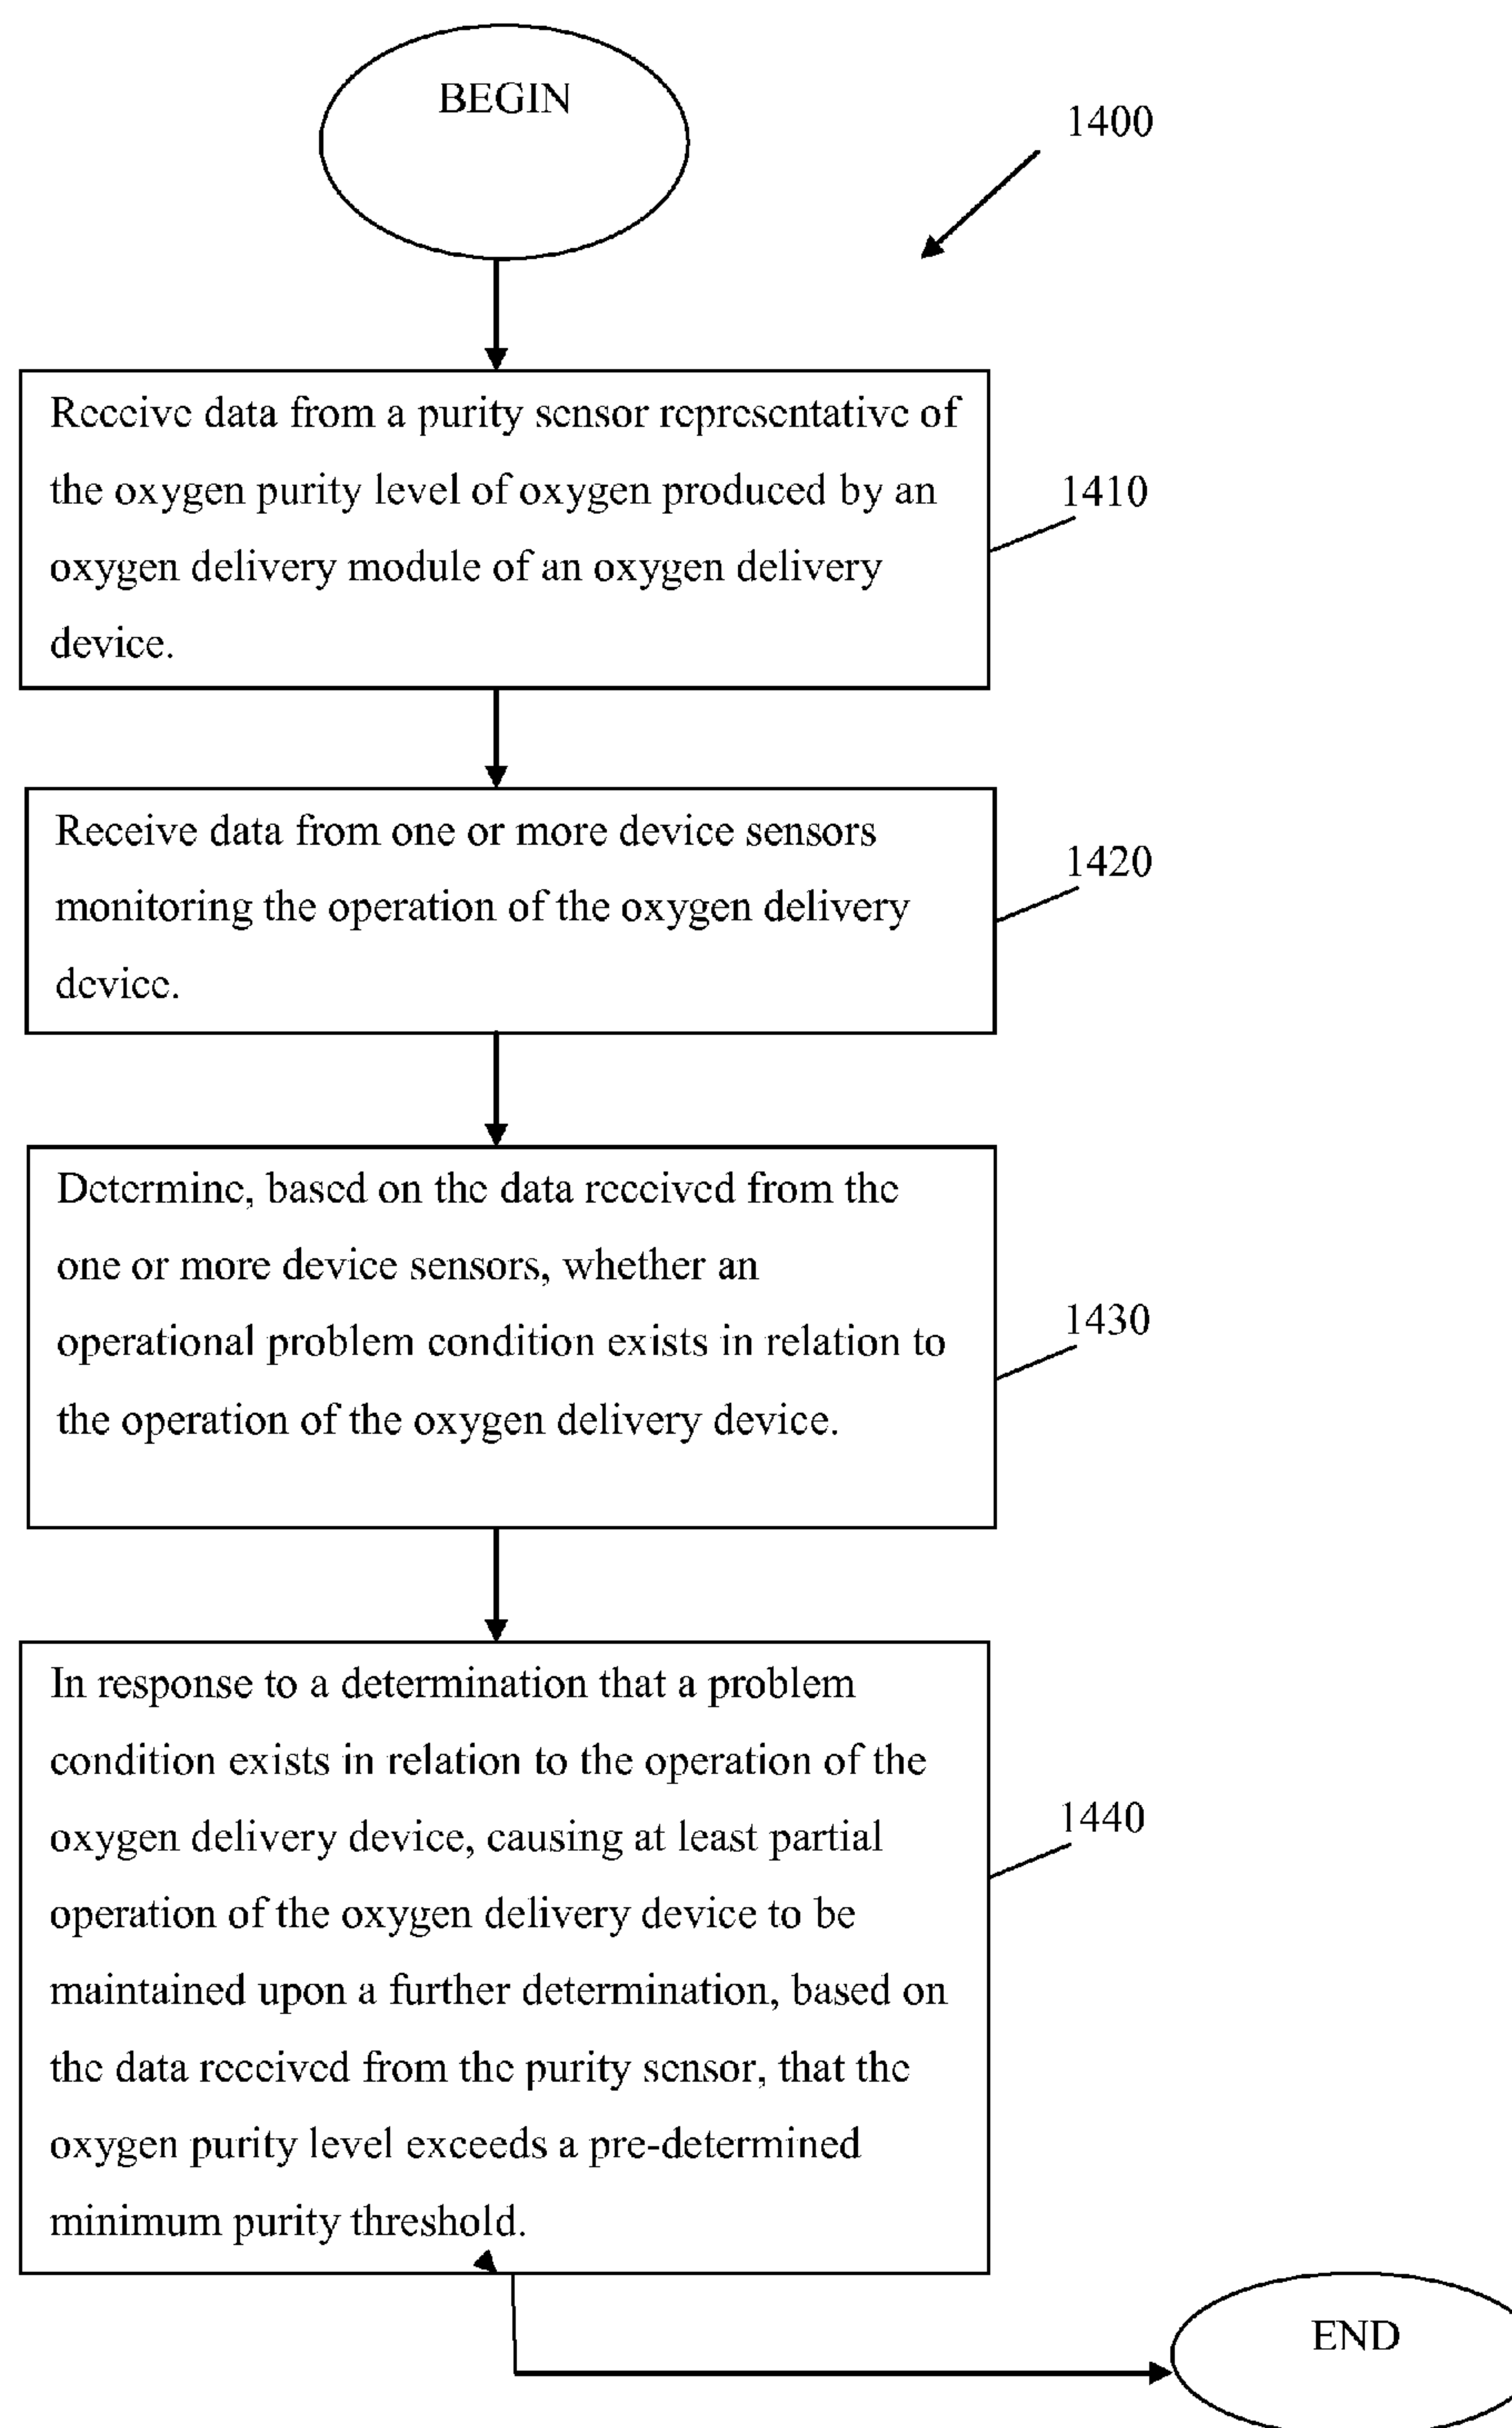 BEGIN
1400
Receive data from a purity sensor representative of
the oxygen purity level of oxygen produced by an
oxygen delivery module of an oxygen delivery
device.
1410
Receive data from one or more device sensors
monitoring the operation of the oxygen delivery
device.
1420
Determine, based on the data received from the
one or more device sensors, whether an
operational problem condition exists in relation to
the operation of the oxygen delivery device.
1430
In response to a determination that a problem
condition exists in relation to the operation of the
oxygen delivery device, causing at least partial
operation of the oxygen delivery device to be
maintained upon a further determination, based on
the data received from the purity sensor, that the
oxygen purity level exceeds a pre-determined
minimum purity threshold.
1440
END